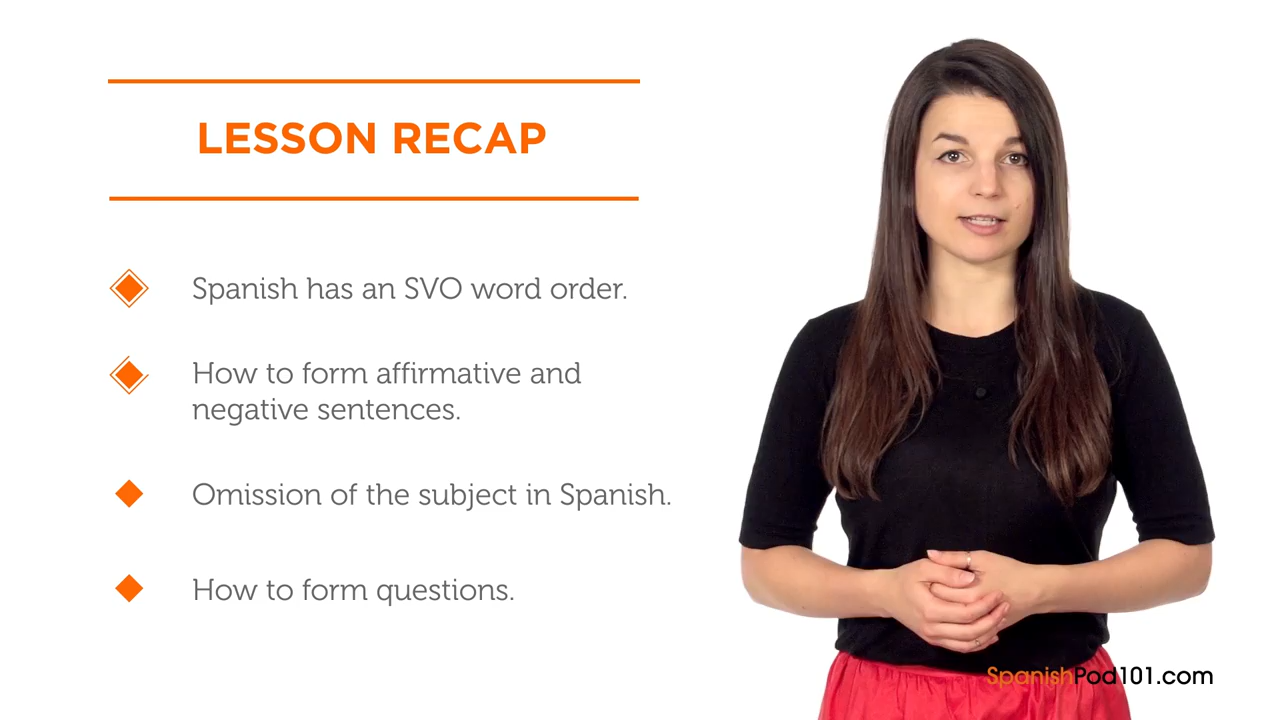 LESSON RECAP
Spanish has an SVO word order.
How to form affirmative and
negative sentences.
Omission of the subject in Spanish.
How to form questions.
SpanishPod101.com